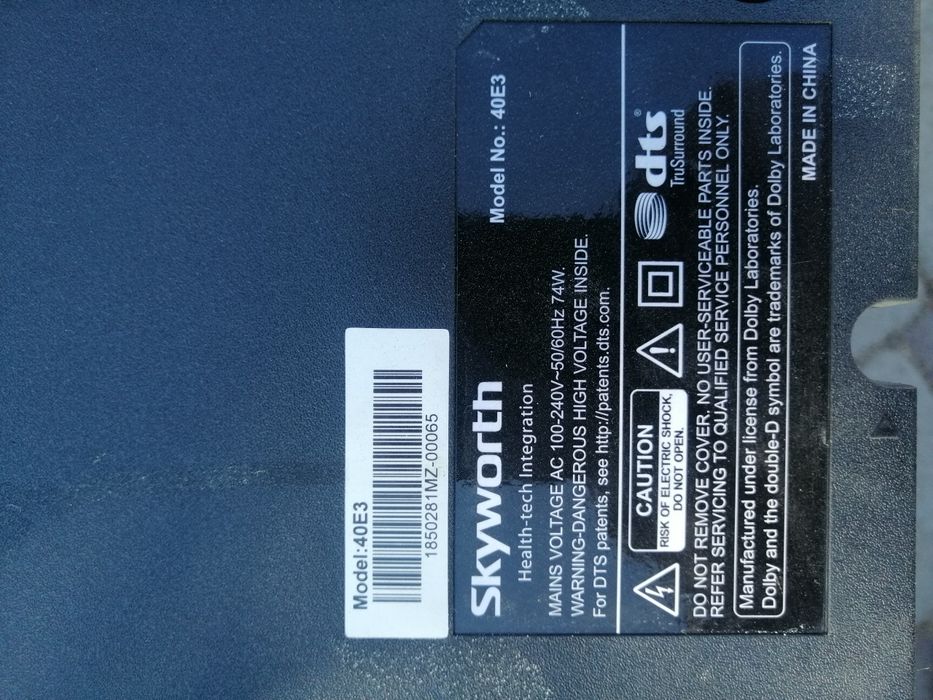 Model:40E3
1850281MZ-00065
Skyworth
Model No.: 40E3
Health-tech Integration
MAINS VOLTAGE AC 100-240V~50/60Hz 74W.
WARNING-DANGEROUS HIGH VOLTAGE INSIDE.
For DTS patents, see http://patents.dts.com.
CAUTION
RISK OF ELECTRIC SHOCK,
DO NOT OPEN.
dts®
TruSurround
DO NOT REMOVE COVER. NO USER-SERVICEABLE PARTS INSIDE.
REFER SERVICING TO QUALIFIED SERVICE PERSONNEL ONLY.
Manufactured under license from Dolby Laboratories.
Dolby and the double-D symbol are trademarks of Dolby Laboratories.
MADE IN CHINA